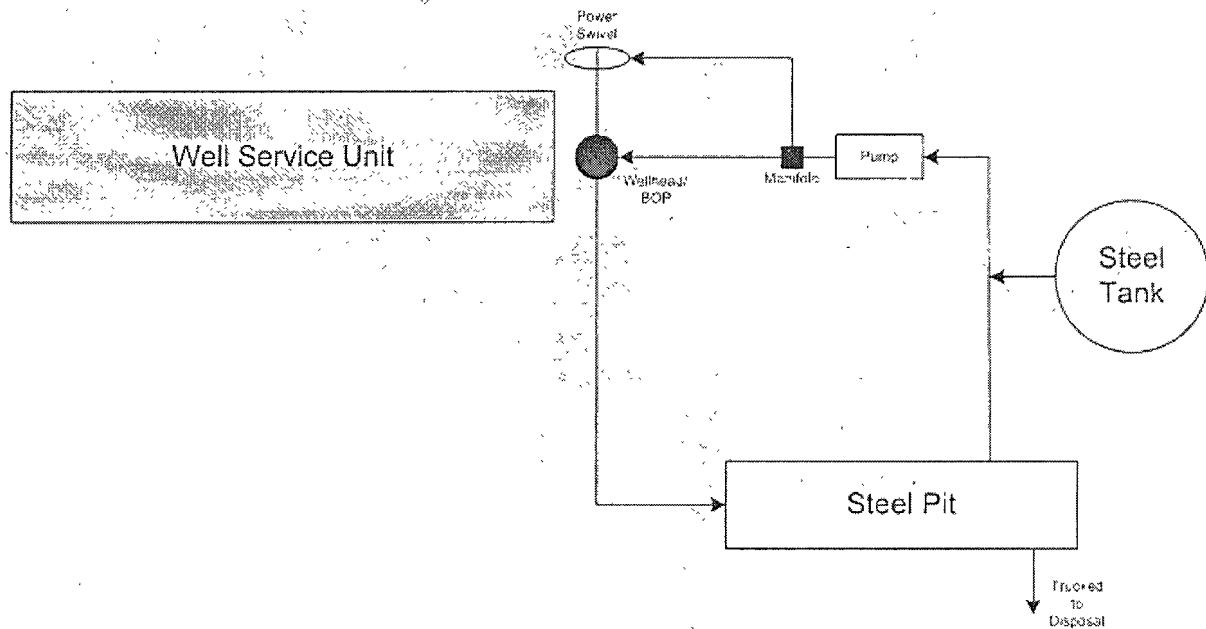 Power
Swivel
Well Service Unit
Pump
Wellhead/
BOP
Manifold
Steel
Tank
Steel Pit
Trucked
to
Disposal